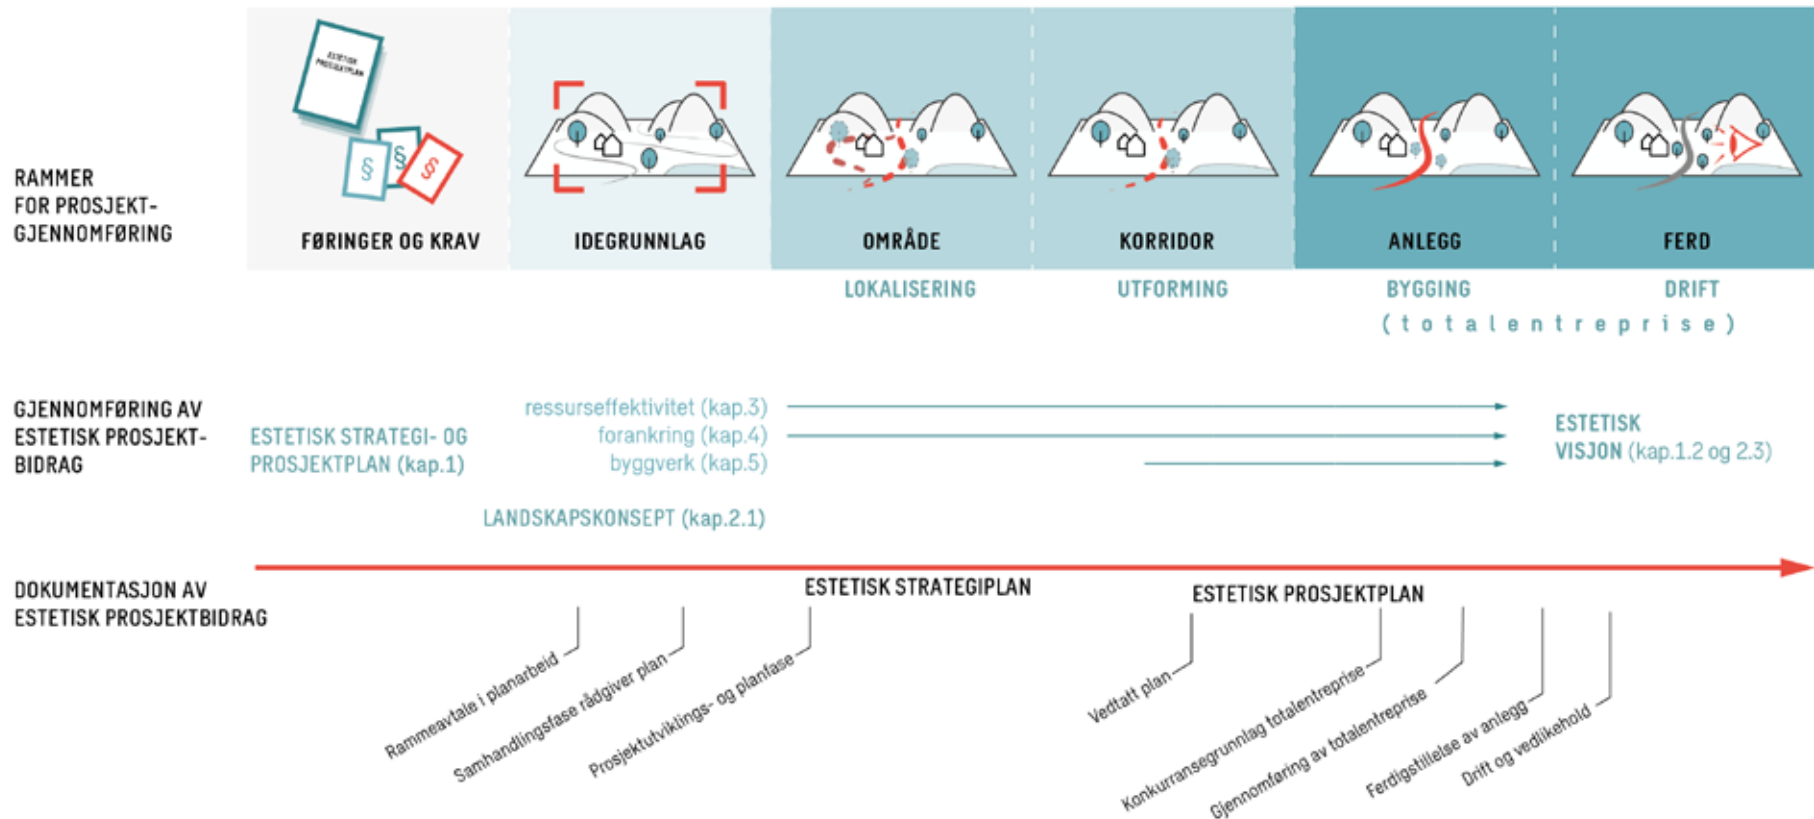 ESTETISK
PROSJEKTPLAN
§
§
§
RAMMER
FOR PROSJEKT-
GJENNOMFØRING
FØRINGER OG KRAV
IDEGRUNNLAG
OMRÅDE
KORRIDOR
ANLEGG
FERD
LOKALISERING
UTFORMING
BYGGING
DRIFT
(totalentreprise)
GJENNOMFØRING AV
ESTETISK PROSJEKT-
BIDRAG
ESTETISK STRATEGI- OG
PROSJEKTPLAN (kap.1)
ressurseffektivitet (kap.3)
forankring (kap.4)
byggverk (kap.5)
LANDSKAPSKONSEPT (kap.2.1)
ESTETISK
VISJON (kap.1.2 og 2.3)
DOKUMENTASJON AV
ESTETISK PROSJEKTBIDRAG
ESTETISK STRATEGIPLAN
ESTETISK PROSJEKTPLAN
Rammeavtale i planarbeid
Samhandlingsfase rådgiver plan
Prosjektutviklings- og planfase
Vedtatt plan
Konkurransegrunnlag totalentreprise
Gjennomføring av totalentreprise
Ferdigstillelse av anlegg
Drift og vedlikehold